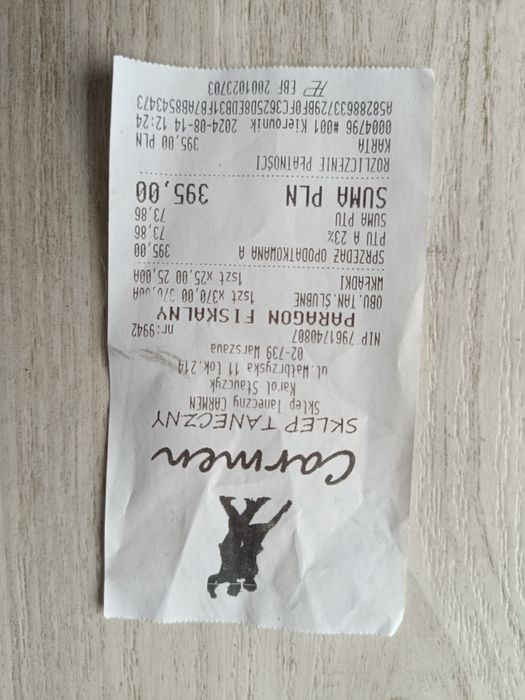 Carmen
SKLEP TANECZNY
Sklep Taneczny CARMEN
Karol Stawczyk
ul.Wałbrzyska 11 lok.214
02-739 Warszawa
NIP 7961740807 nr:9942
PARAGON FISKALNY
OBU.TAN.ŚLUBNE 1szt x370,00 370,00A
WKŁADKI 1szt x25,00 25,00A
SPRZEDAŻ OPODATKOWANA A 395,00
PTU A 23% 73,86
SUMA PTU 73,86
SUMA PLN 395,00
ROZLICZENIE PŁATNOŚCI
KARTA 395,00 PLN
0004796 #001 Kierownik 2024-08-14 12:24
A5828863729BF0FC3625D8EDB31FB7AB8543473
EBF 2001023703